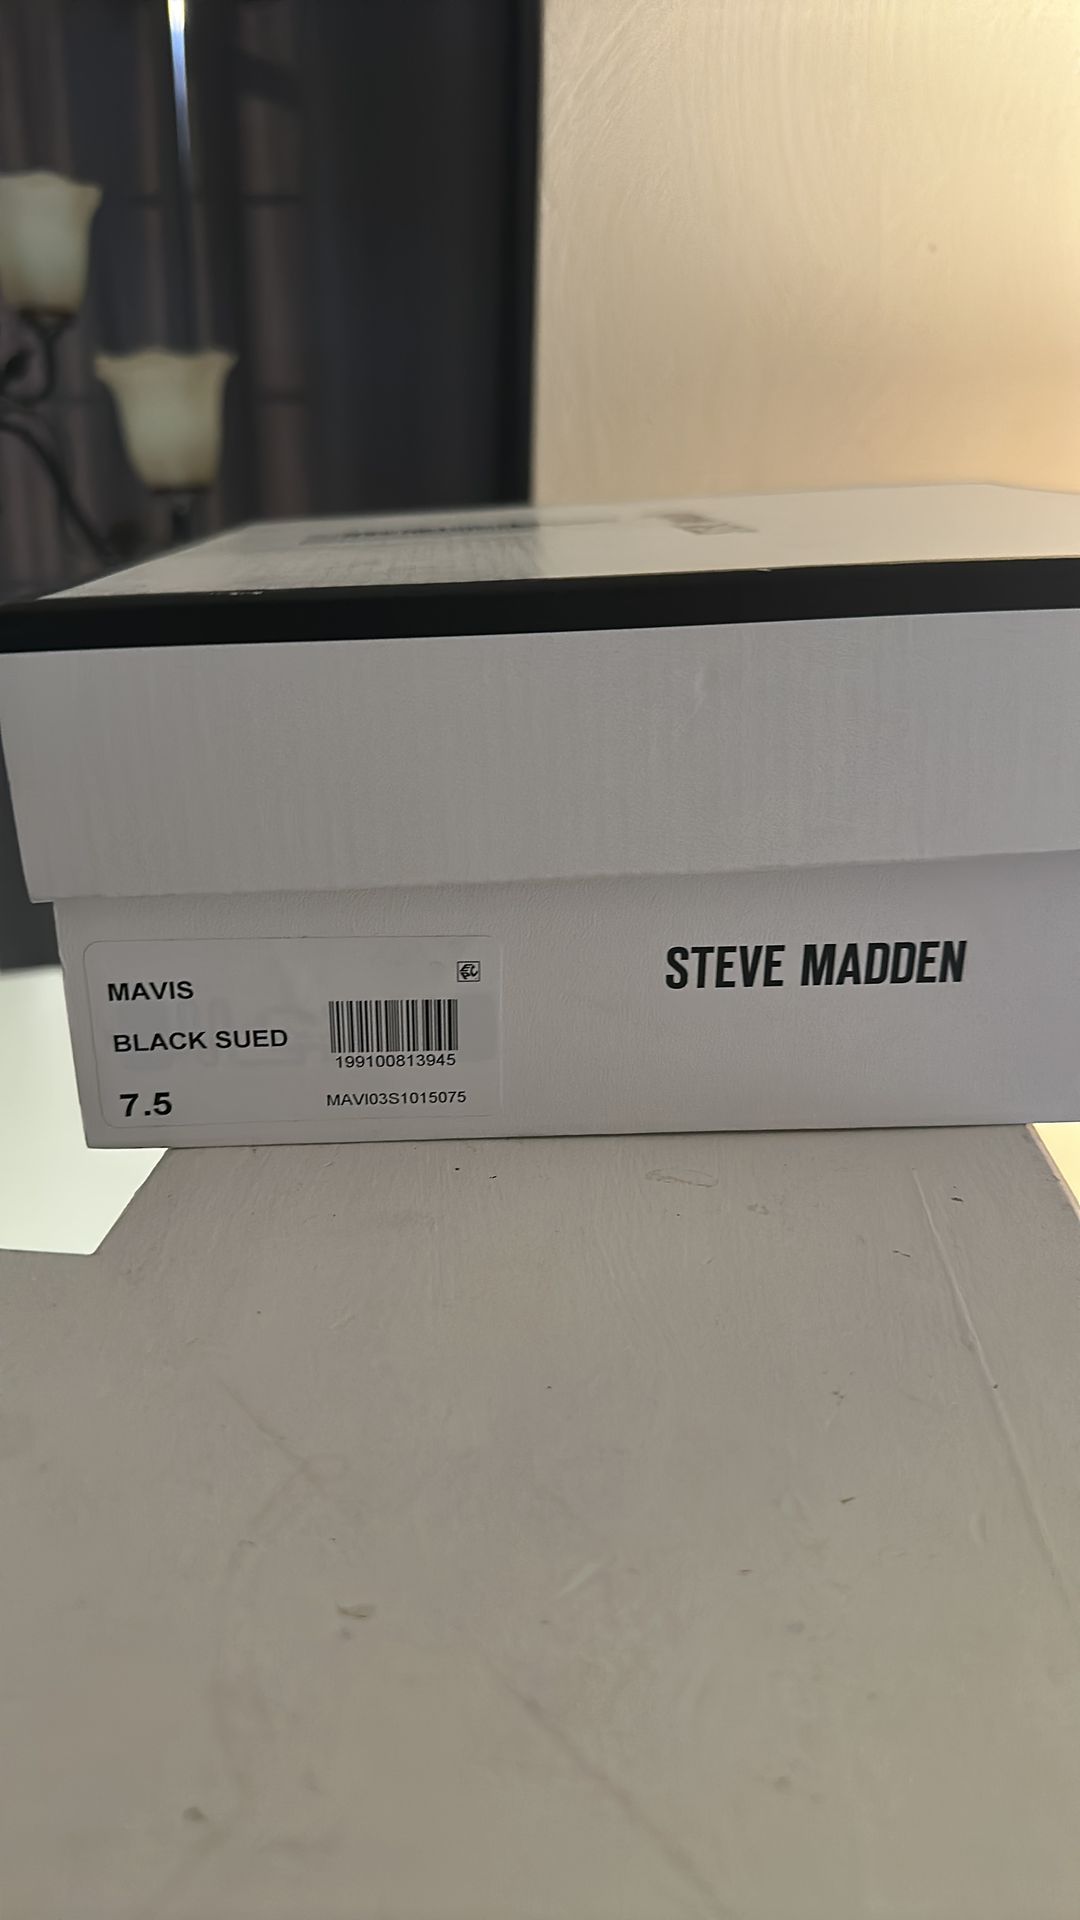 MAVIS
BLACK SUED
7.5
199100813945
MAVI03S1015075
STEVE MADDEN